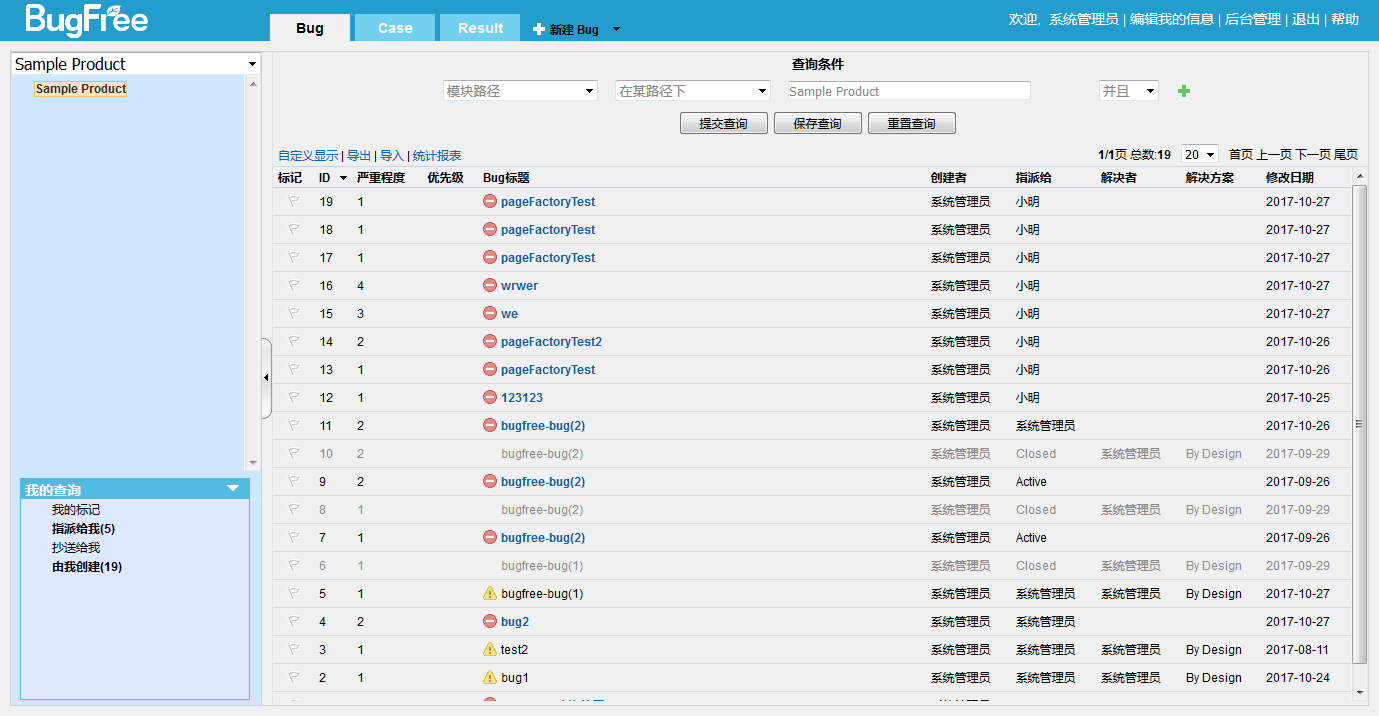 BugFree
Bug Case Result 新建 Bug
欢迎, 系统管理员 | 编辑我的信息 | 后台管理 | 退出 | 帮助
Sample Product
Sample Product
查询条件
模块路径 在某路径下 Sample Product 并且
提交查询 保存查询 重置查询
自定义显示 | 导出 | 导入 | 统计报表
1/1页 总数:19 20 首页 上一页 下一页 尾页
标记 ID 严重程度 优先级 Bug标题 创建者 指派给 解决者 解决方案 修改日期
19 1 pageFactoryTest 系统管理员 小明 2017-10-27
18 1 pageFactoryTest 系统管理员 小明 2017-10-27
17 1 pageFactoryTest 系统管理员 小明 2017-10-27
16 4 wrwer 系统管理员 小明 2017-10-27
15 3 we 系统管理员 小明 2017-10-27
14 2 pageFactoryTest2 系统管理员 小明 2017-10-26
13 1 pageFactoryTest 系统管理员 小明 2017-10-26
12 1 123123 系统管理员 小明 2017-10-25
11 2 bugfree-bug(2) 系统管理员 系统管理员 2017-10-26
10 2 bugfree-bug(2) 系统管理员 Closed 系统管理员 By Design 2017-09-29
9 2 bugfree-bug(2) 系统管理员 Active 2017-09-26
8 1 bugfree-bug(2) 系统管理员 Closed 系统管理员 By Design 2017-09-29
7 1 bugfree-bug(2) 系统管理员 Active 2017-09-26
6 1 bugfree-bug(1) 系统管理员 Closed 系统管理员 By Design 2017-09-29
5 1 bugfree-bug(1) 系统管理员 系统管理员 系统管理员 By Design 2017-10-27
4 2 bug2 系统管理员 系统管理员 2017-10-27
3 1 test2 系统管理员 系统管理员 系统管理员 By Design 2017-08-11
2 1 bug1 系统管理员 系统管理员 系统管理员 By Design 2017-10-24
我的查询
我的标记
指派给我(5)
抄送给我
由我创建(19)